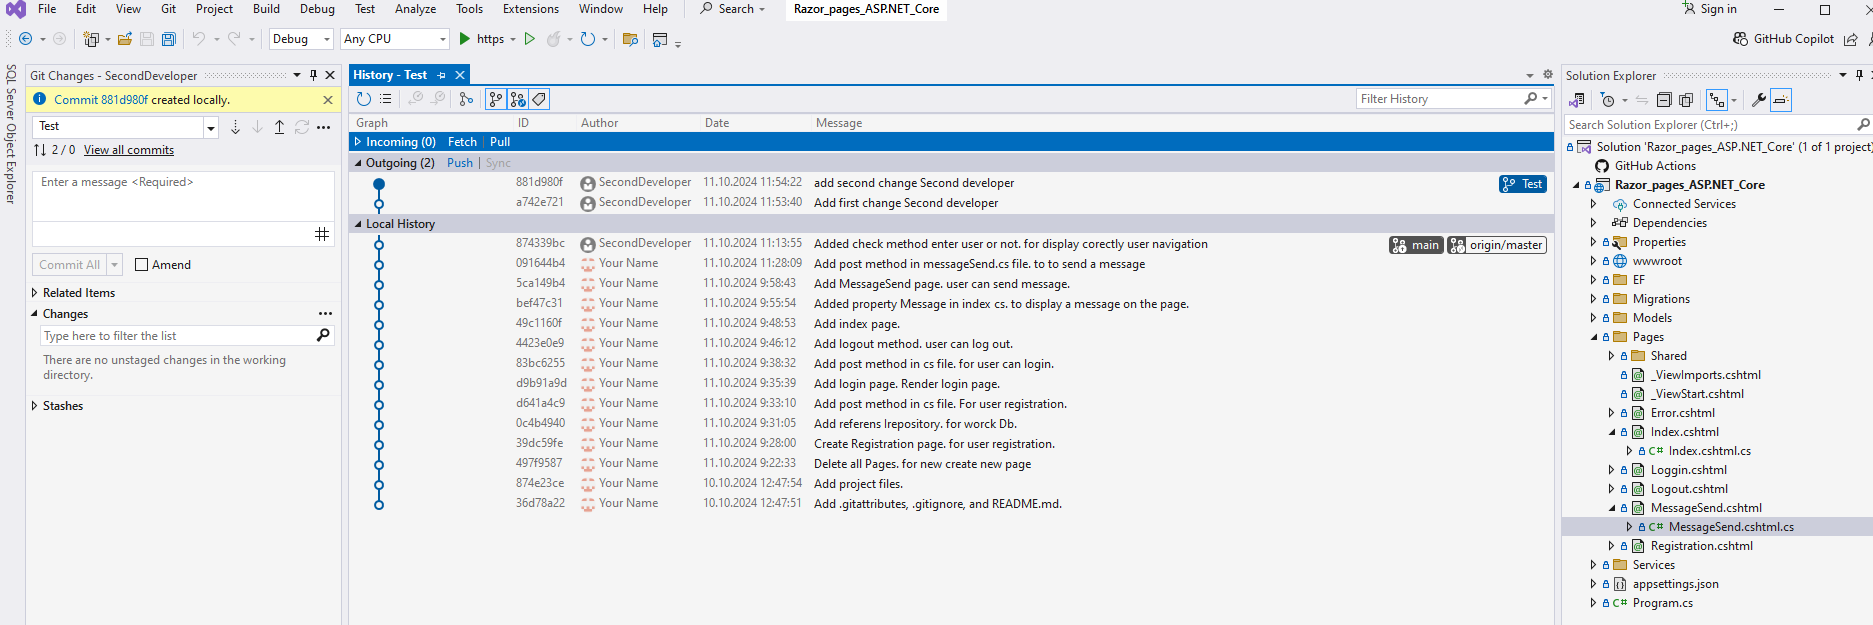 File Edit View Git Project Build Debug Test Analyze Tools Extensions Window Help Search Razor_pages_ASP.NET_Core Sign in
Debug Any CPU https GitHub Copilot
SQL Server Object Explorer
Git Changes - SecondDeveloper
Commit 881d980f created locally.
Test
2 / 0 View all commits
Enter a message <Required>
Commit All Amend
Related Items
Changes
Type here to filter the list
There are no unstaged changes in the working
directory.
Stashes
History - Test
Filter History
Graph ID Author Date Message
Incoming (0) Fetch Pull
Outgoing (2) Push | Sync
881d980f SecondDeveloper 11.10.2024 11:54:22 add second change Second developer Test
a742e721 SecondDeveloper 11.10.2024 11:53:40 Add first change Second developer
Local History
874339bc SecondDeveloper 11.10.2024 11:13:55 Added check method enter user or not. for display corectly user navigation main origin/master
091644b4 Your Name 11.10.2024 11:28:09 Add post method in messageSend.cs file. to to send a message
5ca149b4 Your Name 11.10.2024 9:58:43 Add MessageSend page. user can send message.
bef47c31 Your Name 11.10.2024 9:55:54 Added property Message in index cs. to display a message on the page.
49c1160f Your Name 11.10.2024 9:48:53 Add index page.
4423e0e9 Your Name 11.10.2024 9:46:12 Add logout method. user can log out.
83bc6255 Your Name 11.10.2024 9:38:32 Add post method in cs file. for user can login.
d9b91a9d Your Name 11.10.2024 9:35:39 Add login page. Render login page.
d641a4c9 Your Name 11.10.2024 9:33:10 Add post method in cs file. For user registration.
0c4b4940 Your Name 11.10.2024 9:31:05 Add referens Irepository. for worck Db.
39dc59fe Your Name 11.10.2024 9:28:00 Create Registration page. for user registration.
497f9587 Your Name 11.10.2024 9:22:33 Delete all Pages. for new create new page
874e23ce Your Name 10.10.2024 12:47:54 Add project files.
36d78a22 Your Name 10.10.2024 12:47:51 Add .gitattributes, .gitignore, and README.md.
Solution Explorer
Search Solution Explorer (Ctrl+;)
Solution 'Razor_pages_ASP.NET_Core' (1 of 1 project)
GitHub Actions
Razor_pages_ASP.NET_Core
Connected Services
Dependencies
Properties
wwwroot
EF
Migrations
Models
Pages
Shared
_ViewImports.cshtml
_ViewStart.cshtml
Error.cshtml
Index.cshtml
C# Index.cshtml.cs
Loggin.cshtml
Logout.cshtml
MessageSend.cshtml
C# MessageSend.cshtml.cs
Registration.cshtml
Services
appsettings.json
C# Program.cs